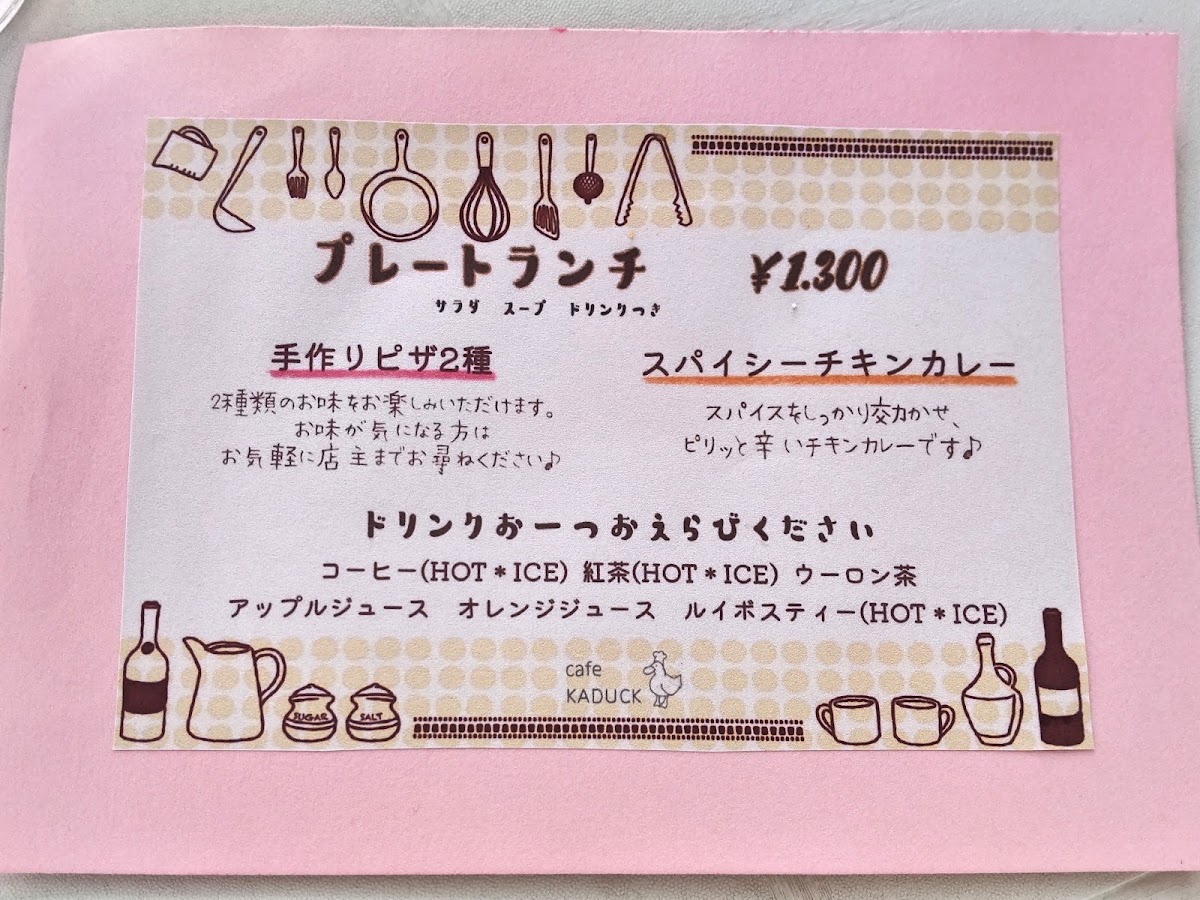 プレートランチ ¥1.300
サラダ スープ ドリンクつき
手作りピザ2種
2種類のお味をお楽しみいただけます。
お味が気になる方は
お気軽に店主までお尋ねください♪
スパイシーチキンカレー
スパイスをしっかり効かせ、
ピリッと辛いチキンカレーです♪
ドリンクお一つおえらびください
コーヒー(HOT＊ICE) 紅茶(HOT＊ICE) ウーロン茶
アップルジュース オレンジジュース ルイボスティー(HOT＊ICE)
SUGAR SALT
cafe
KADUCK